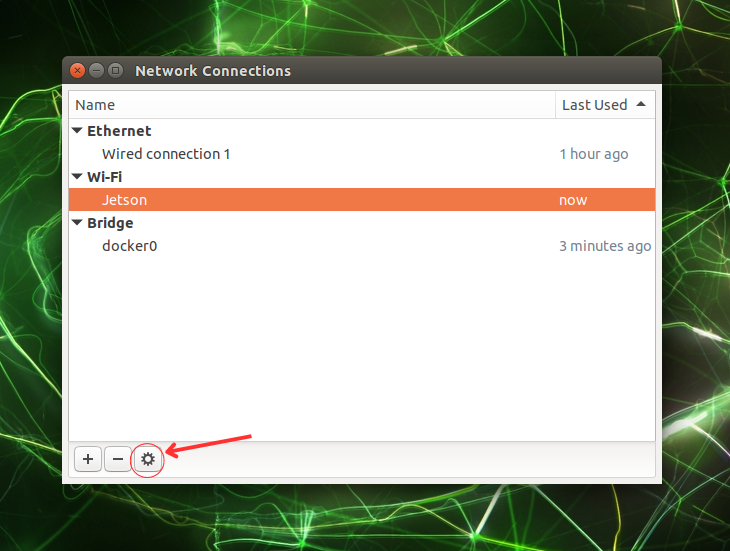 Network Connections
Name Last Used
Ethernet
Wired connection 1 1 hour ago
Wi-Fi
Jetson now
Bridge
docker0 3 minutes ago